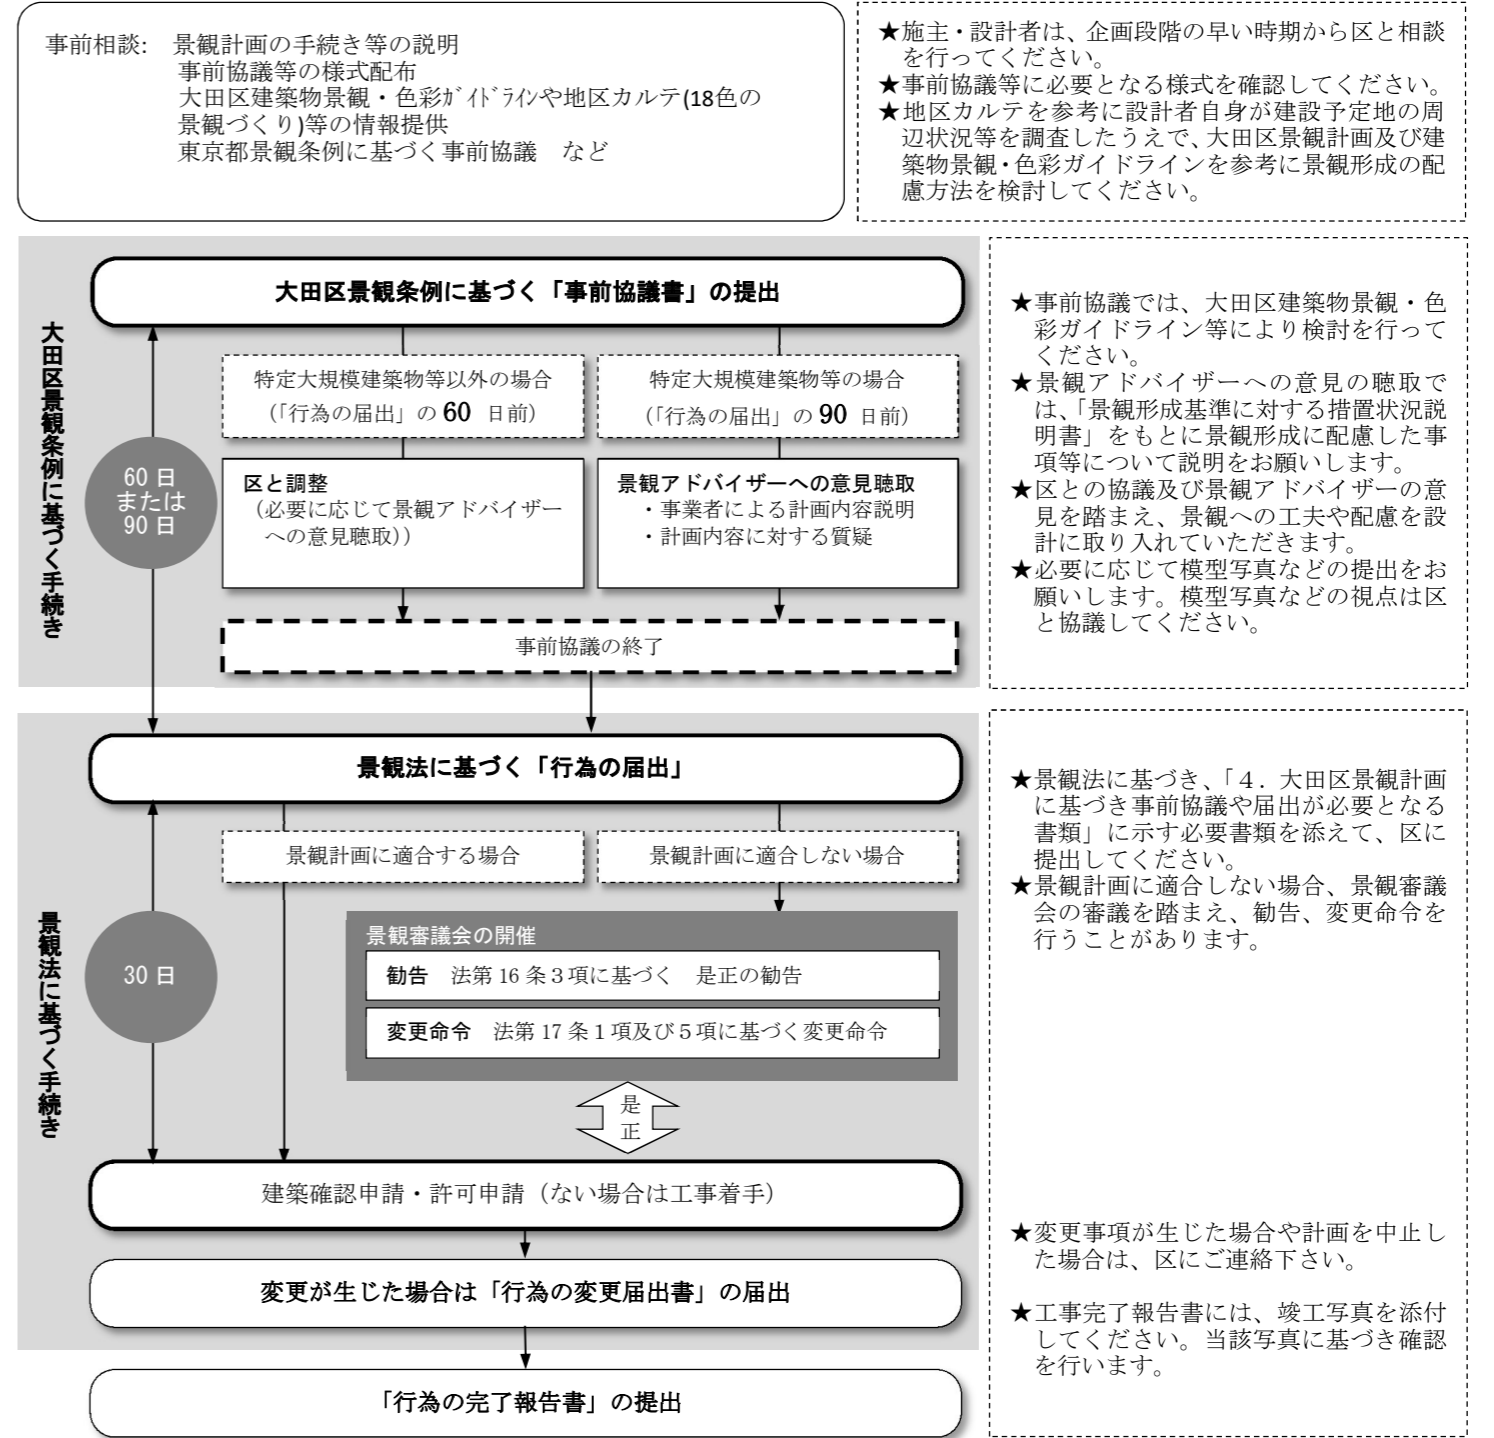 事前相談: 景観計画の手続き等の説明
事前協議等の様式配布
大田区建築物景観・色彩ｶﾞｲﾄﾞﾗｲﾝや地区カルテ(18色の
景観づくり)等の情報提供
東京都景観条例に基づく事前協議 など
★施主・設計者は、企画段階の早い時期から区と相談
を行ってください。
★事前協議等に必要となる様式を確認してください。
★地区カルテを参考に設計者自身が建設予定地の周
辺状況等を調査したうえで、大田区景観計画及び建
築物景観・色彩ガイドラインを参考に景観形成の配
慮方法を検討してください。
大田区景観条例に基づく手続き
大田区景観条例に基づく「事前協議書」の提出
60 日
または
90 日
特定大規模建築物等以外の場合
（「行為の届出」の 60 日前）
特定大規模建築物等の場合
（「行為の届出」の 90 日前）
区と調整
（必要に応じて景観アドバイザー
への意見聴取））
景観アドバイザーへの意見聴取
・事業者による計画内容説明
・計画内容に対する質疑
事前協議の終了
★事前協議では、大田区建築物景観・色
彩ガイドライン等により検討を行って
ください。
★景観アドバイザーへの意見の聴取で
は、「景観形成基準に対する措置状況説
明書」をもとに景観形成に配慮した事
項等について説明をお願いします。
★区との協議及び景観アドバイザーの意
見を踏まえ、景観への工夫や配慮を設
計に取り入れていただきます。
★必要に応じて模型写真などの提出をお
願いします。模型写真などの視点は区
と協議してください。
景観法に基づく手続き
景観法に基づく「行為の届出」
30 日
景観計画に適合する場合
景観計画に適合しない場合
景観審議会の開催
勧告 法第 16 条３項に基づく 是正の勧告
変更命令 法第 17 条１項及び５項に基づく変更命令
是
正
建築確認申請・許可申請（ない場合は工事着手）
変更が生じた場合は「行為の変更届出書」の届出
「行為の完了報告書」の提出
★景観法に基づき、「４．大田区景観計画
に基づき事前協議や届出が必要となる
書類」に示す必要書類を添えて、区に
提出してください。
★景観計画に適合しない場合、景観審議
会の審議を踏まえ、勧告、変更命令を
行うことがあります。
★変更事項が生じた場合や計画を中止し
た場合は、区にご連絡下さい。
★工事完了報告書には、竣工写真を添付
してください。当該写真に基づき確認
を行います。